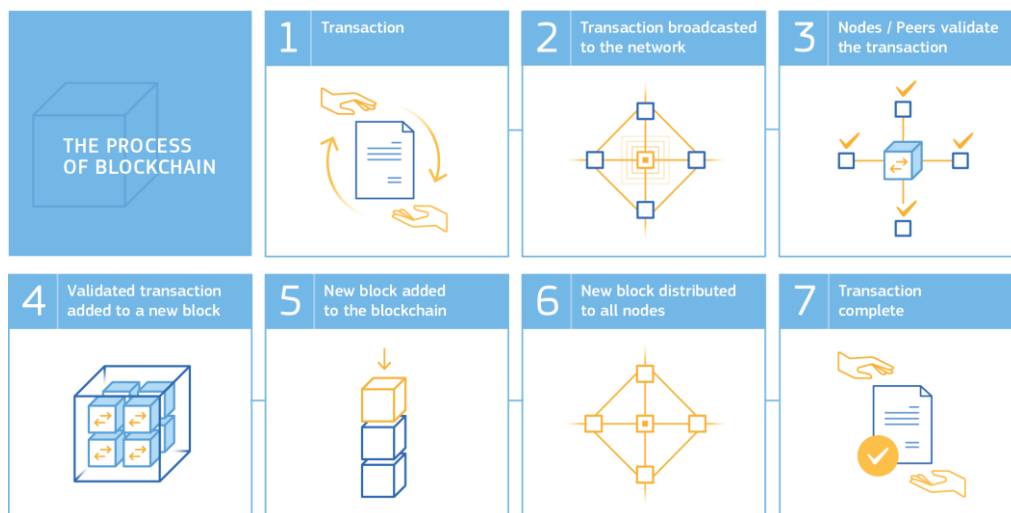 THE PROCESS
OF BLOCKCHAIN
1
Transaction
2
Transaction broadcasted
to the network
3
Nodes / Peers validate
the transaction
4
Validated transaction
added to a new block
5
New block added
to the blockchain
6
New block distributed
to all nodes
7
Transaction
complete